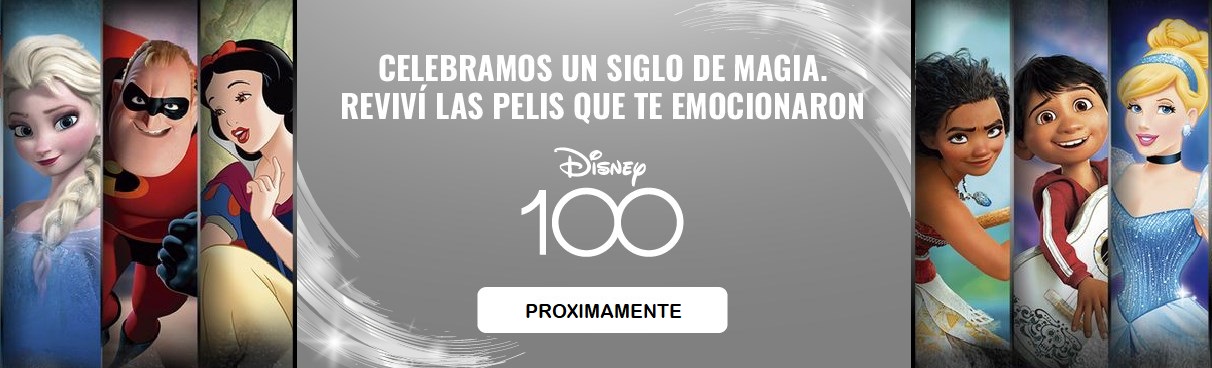 CELEBRAMOS UN SIGLO DE MAGIA.
REVIVÍ LAS PELIS QUE TE EMOCIONARON
Disney
100
PROXIMAMENTE